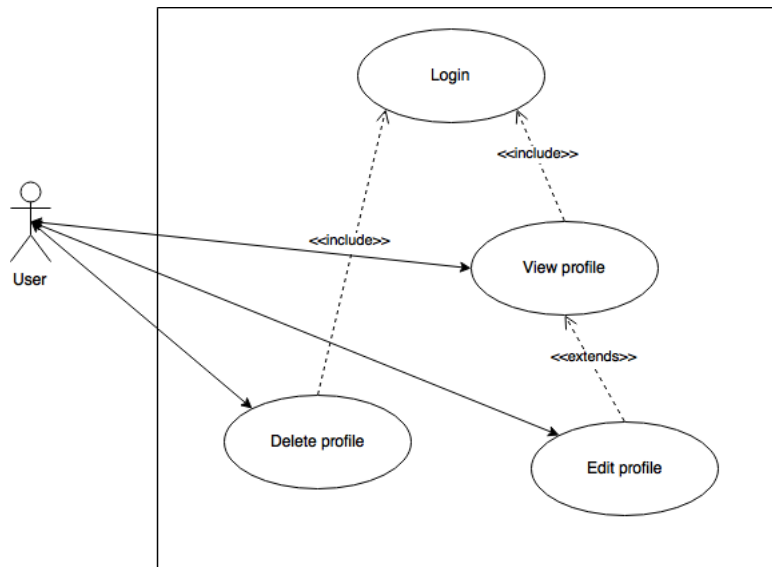 Login
<<include>>
<<include>>
View profile
User
<<extends>>
Delete profile
Edit profile